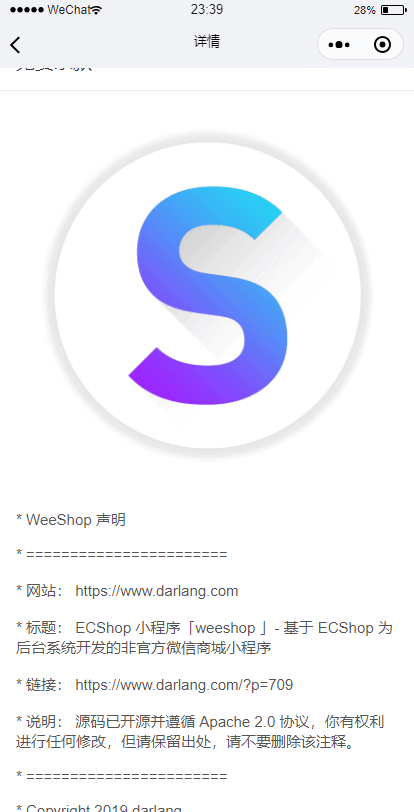 ●●●●● WeChat 23:39 28%
详情
S
* WeeShop 声明
* =======================
* 网站： https://www.darlang.com
* 标题： ECShop 小程序「weeshop 」- 基于 ECShop 为
后台系统开发的非官方微信商城小程序
* 链接： https://www.darlang.com/?p=709
* 说明： 源码已开源并遵循 Apache 2.0 协议，你有权利
进行任何修改，但请保留出处，请不要删除该注释。
* =======================
* Copyright 2019 darlang